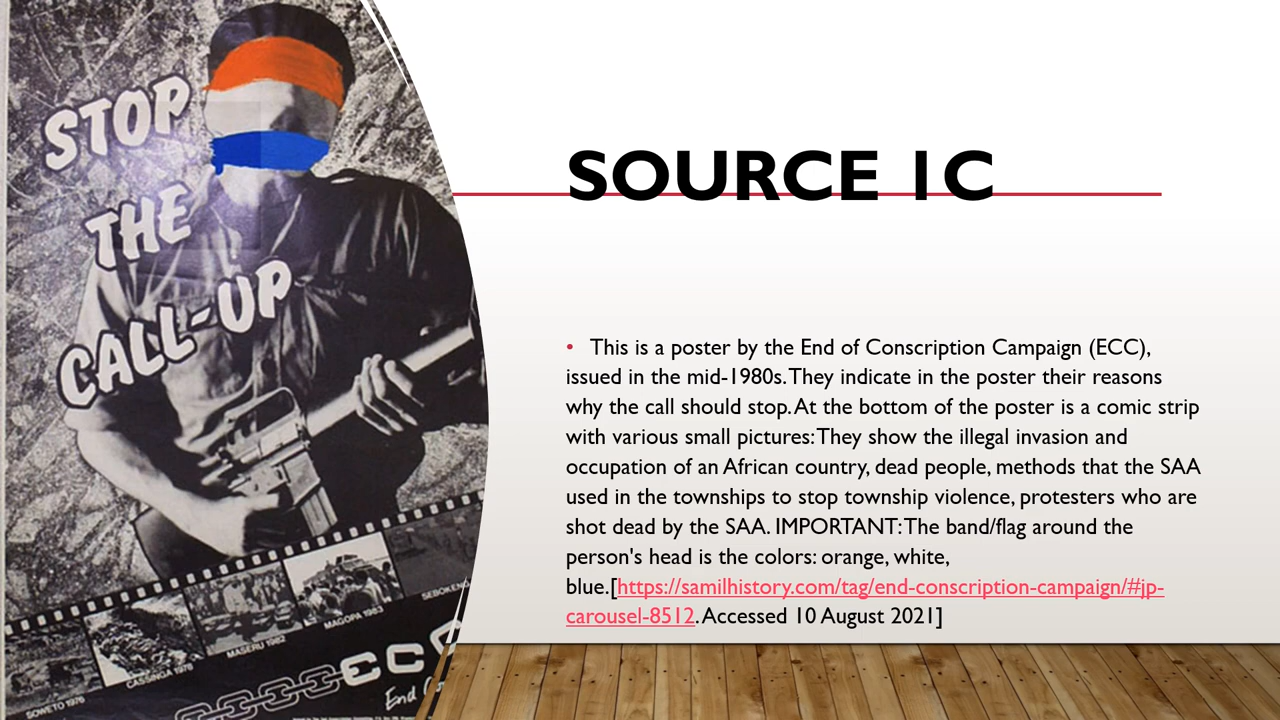 STOP
THE
CALL-UP
SOWETO 1976
CASSINGA 1978
MASERU 1982
MAGOPA 1983
SEBOKENG
ECC
End
SOURCE 1C
• This is a poster by the End of Conscription Campaign (ECC),
issued in the mid-1980s. They indicate in the poster their reasons
why the call should stop. At the bottom of the poster is a comic strip
with various small pictures: They show the illegal invasion and
occupation of an African country, dead people, methods that the SAA
used in the townships to stop township violence, protesters who are
shot dead by the SAA. IMPORTANT: The band/flag around the
person's head is the colors: orange, white,
blue.[https://samilhistory.com/tag/end-conscription-campaign/#jp-
carousel-8512. Accessed 10 August 2021]